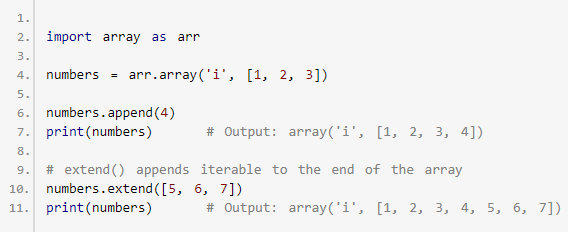 1.
2. import array as arr
3.
4. numbers = arr.array('i', [1, 2, 3])
5.
6. numbers.append(4)
7. print(numbers)       # Output: array('i', [1, 2, 3, 4])
8.
9. # extend() appends iterable to the end of the array
10. numbers.extend([5, 6, 7])
11. print(numbers)       # Output: array('i', [1, 2, 3, 4, 5, 6, 7])